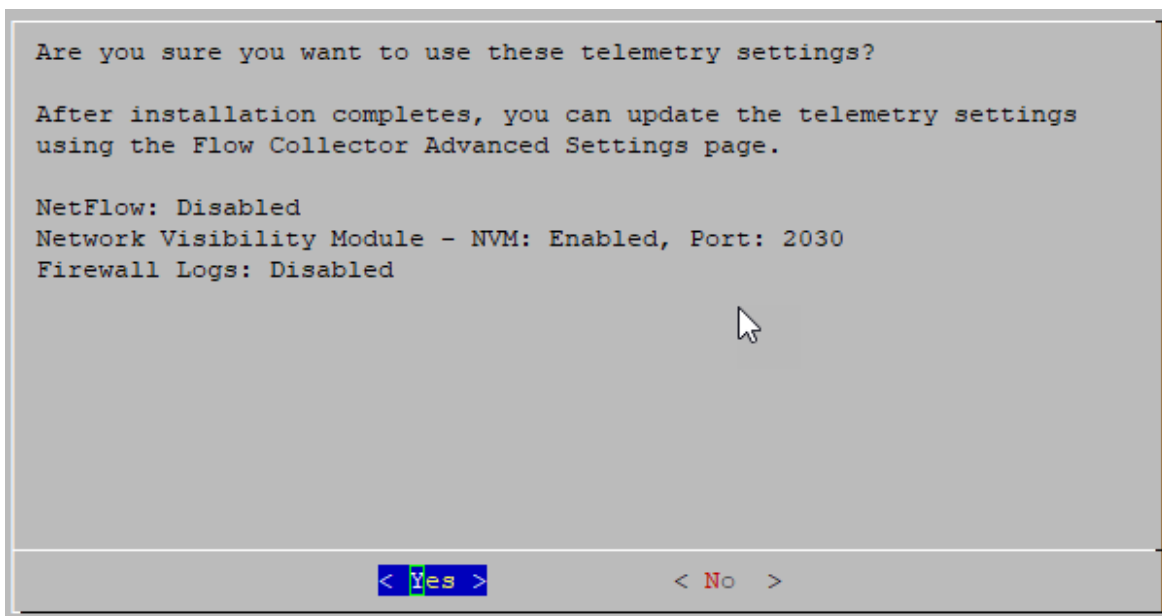 Are you sure you want to use these telemetry settings?
After installation completes, you can update the telemetry settings
using the Flow Collector Advanced Settings page.
NetFlow: Disabled
Network Visibility Module - NVM: Enabled, Port: 2030
Firewall Logs: Disabled
< Yes > < No >